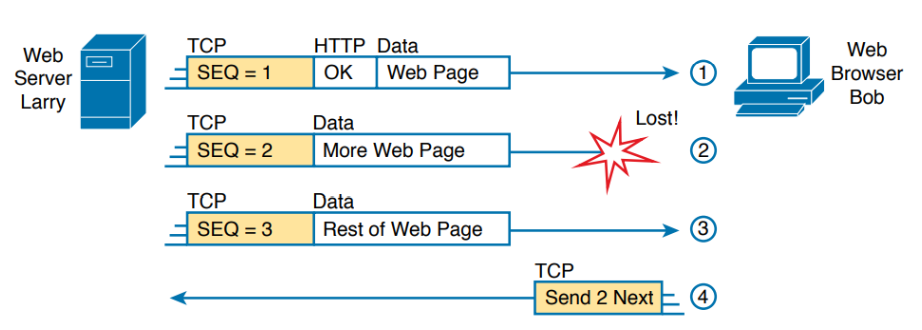 Web
Server
Larry
TCP HTTP Data
SEQ = 1 OK Web Page
1
Web
Browser
Bob
TCP Data
SEQ = 2 More Web Page
Lost!
2
TCP Data
SEQ = 3 Rest of Web Page
3
TCP
Send 2 Next
4